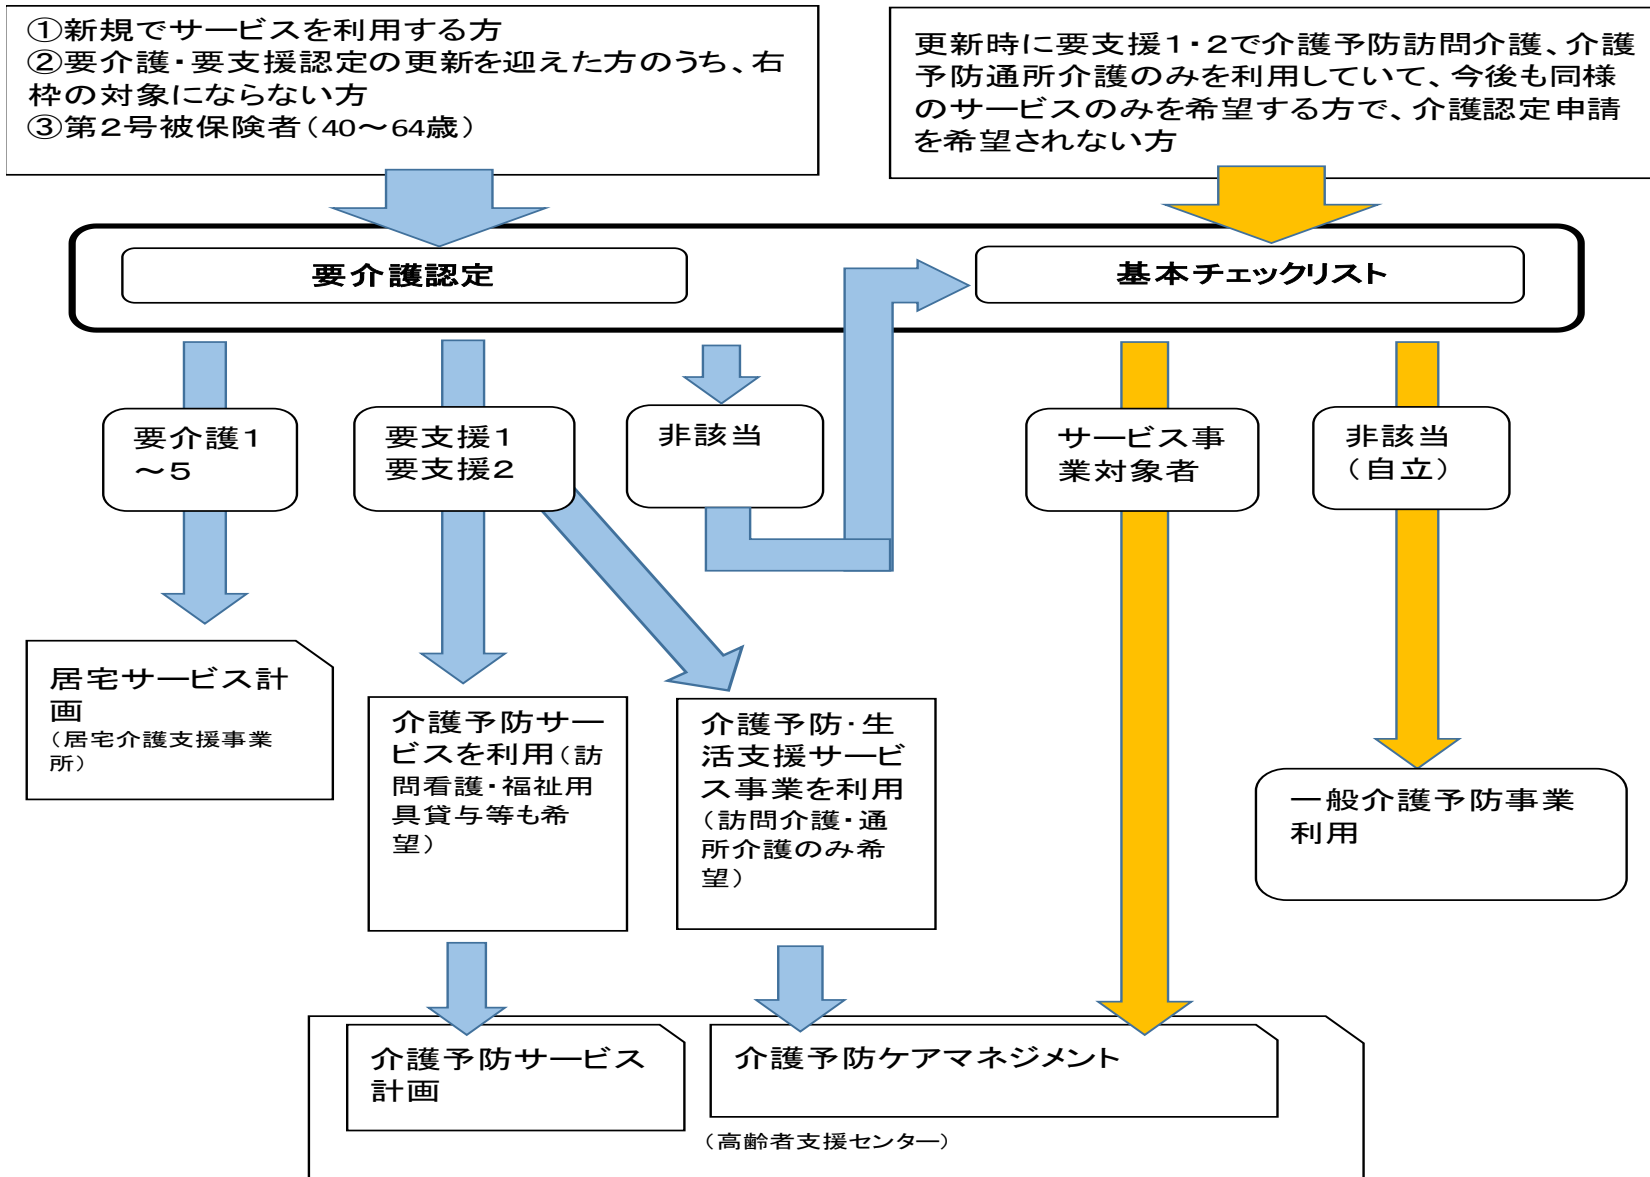 ①新規でサービスを利用する方
②要介護・要支援認定の更新を迎えた方のうち、右
枠の対象にならない方
③第2号被保険者（40～64歳）
更新時に要支援1・2で介護予防訪問介護、介護
予防通所介護のみを利用していて、今後も同様
のサービスのみを希望する方で、介護認定申請
を希望されない方
要介護認定
基本チェックリスト
要介護1
～5
要支援1
要支援2
非該当
サービス事
業対象者
非該当
（自立）
居宅サービス計
画
（居宅介護支援事業
所）
介護予防サー
ビスを利用（訪
問看護・福祉用
具貸与等も希
望）
介護予防・生
活支援サービ
ス事業を利用
（訪問介護・通
所介護のみ希
望）
一般介護予防事業
利用
介護予防サービス
計画
介護予防ケアマネジメント
（高齢者支援センター）